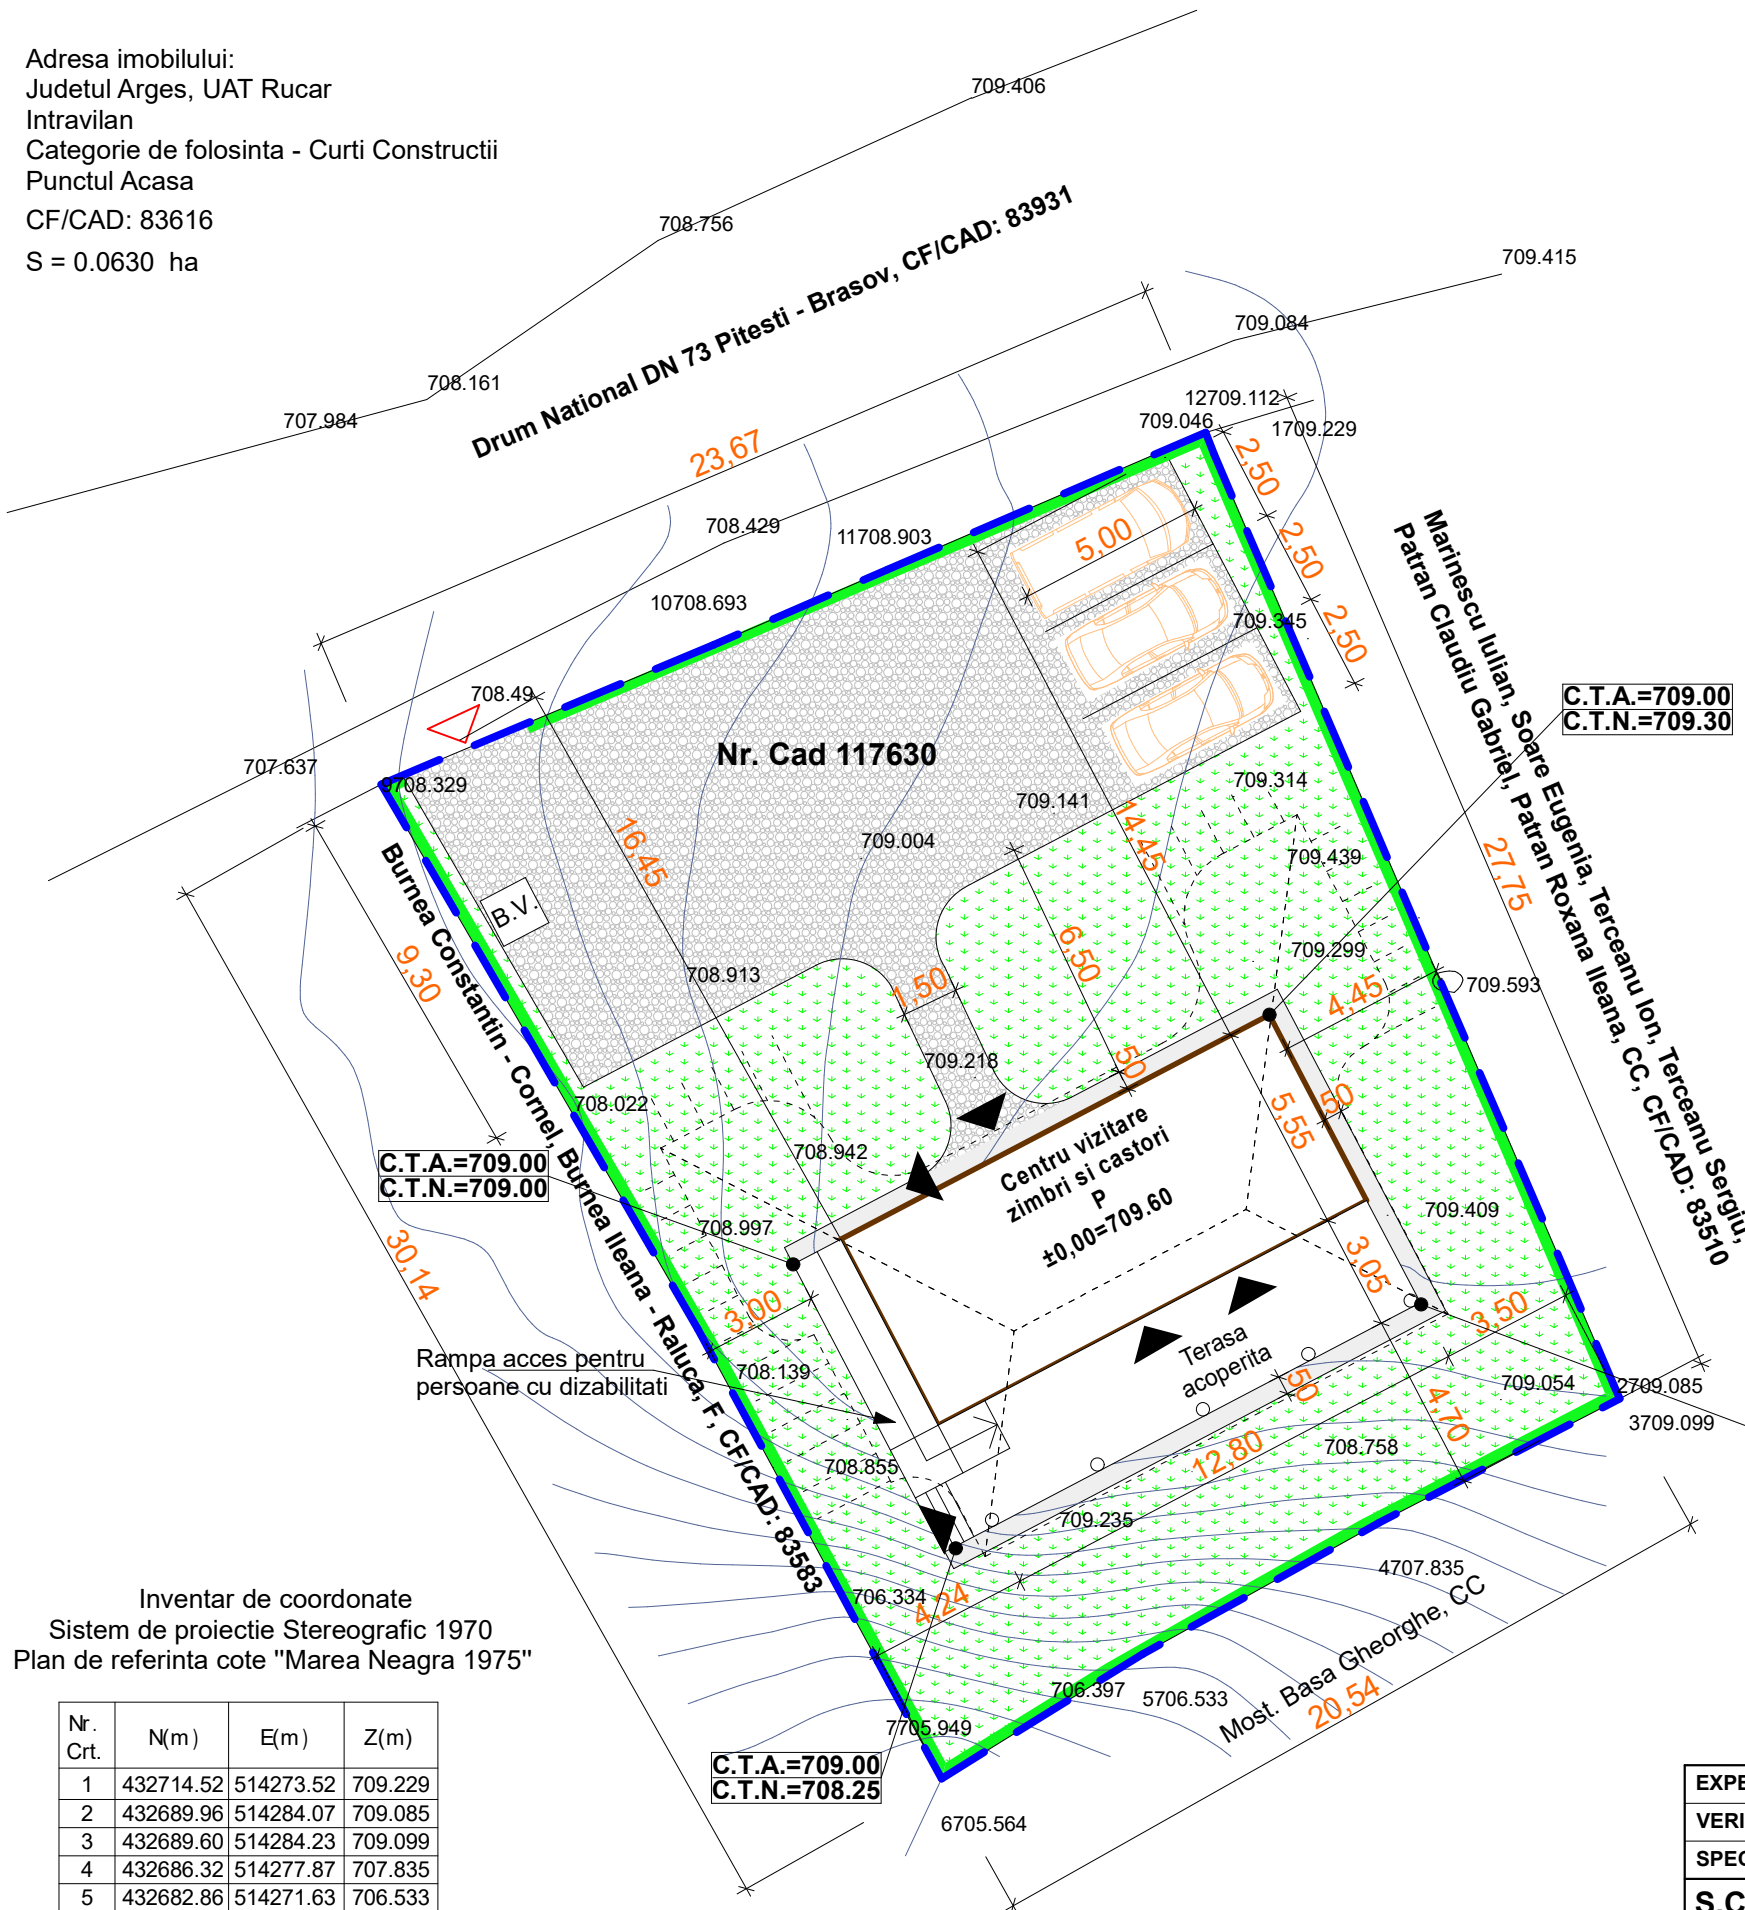 Adresa imobilului:
Judetul Arges, UAT Rucar
Intravilan
Categorie de folosinta - Curti Constructii
Punctul Acasa
CF/CAD: 83616
S = 0.0630 ha
709.406
708.756
Drum National DN 73 Pitesti - Brasov, CF/CAD: 83931
709.415
709.084
708.161
707.984
12709.112
709.046
1709.229
23,67
2,50
2,50
2,50
708.429
11708.903
5,00
10708.693
709.345
Marinescu Iulian, Soare Eugenia, Terceanu Ion, Terceanu Sergiu,
Patran Claudiu Gabriel, Patran Roxana Ileana, CC, CF/CAD: 83510
708.49
C.T.A.=709.00
C.T.N.=709.30
Nr. Cad 117630
707.637
9708.329
709.314
709.141
709.004
16,45
14,45
709.439
27,75
B.V.
Burnea Constantin - Cornel, Burnea Ileana - Raluca, F, CF/CAD: 83583
9,30
6,50
709.299
708.913
1,50
4,45
709.593
709.218
50
708.022
50
5,55
708.942
Centru vizitare
zimbri si castori
P
±0,00=709.60
C.T.A.=709.00
C.T.N.=709.00
708.997
709.409
30,14
3,05
3,00
3,50
Rampa acces pentru
persoane cu dizabilitati
708.139
Terasa
acoperita
50
709.054
2709.085
4,70
3709.099
12,80
708.758
708.855
709.235
4707.835
706.334
4,24
Most. Basa Gheorghe, CC
20,54
706.397
5706.533
7705.949
C.T.A.=709.00
C.T.N.=708.25
6705.564
Inventar de coordonate
Sistem de proiectie Stereografic 1970
Plan de referinta cote "Marea Neagra 1975"
Nr. Crt. N(m) E(m) Z(m)
1 432714.52 514273.52 709.229
2 432689.96 514284.07 709.085
3 432689.60 514284.23 709.099
4 432686.32 514277.87 707.835
5 432682.86 514271.63 706.533
EXPE
VERI
SPEC
S.C